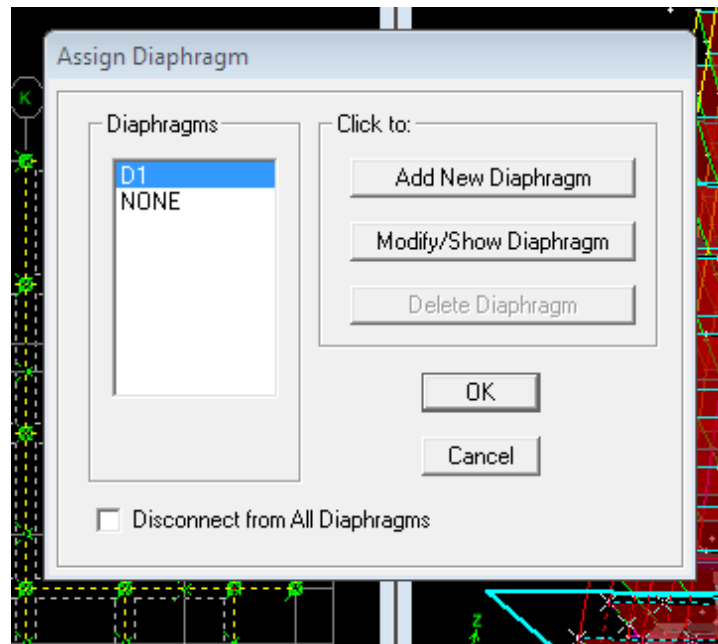 Assign Diaphragm
K
Diaphragms
D1
NONE
Click to:
Add New Diaphragm
Modify/Show Diaphragm
Delete Diaphragm
OK
Cancel
Disconnect from All Diaphragms
Z